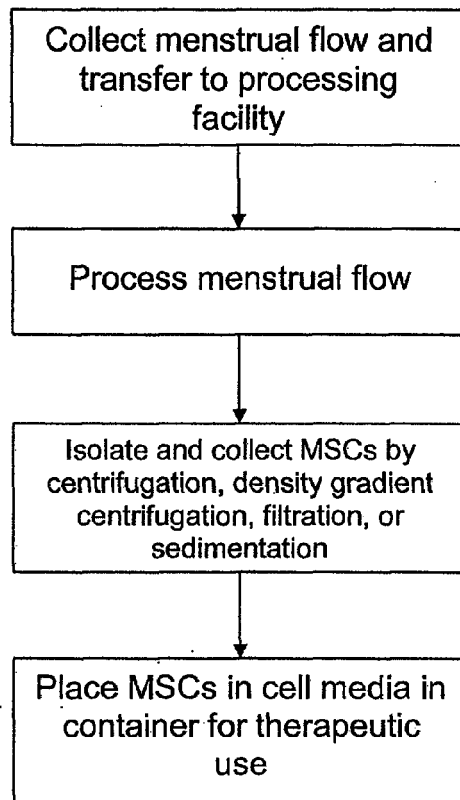 Collect menstrual flow and
transfer to processing
facility
Process menstrual flow
Isolate and collect MSCs by
centrifugation, density gradient
centrifugation, filtration, or
sedimentation
Place MSCs in cell media in
container for therapeutic
use